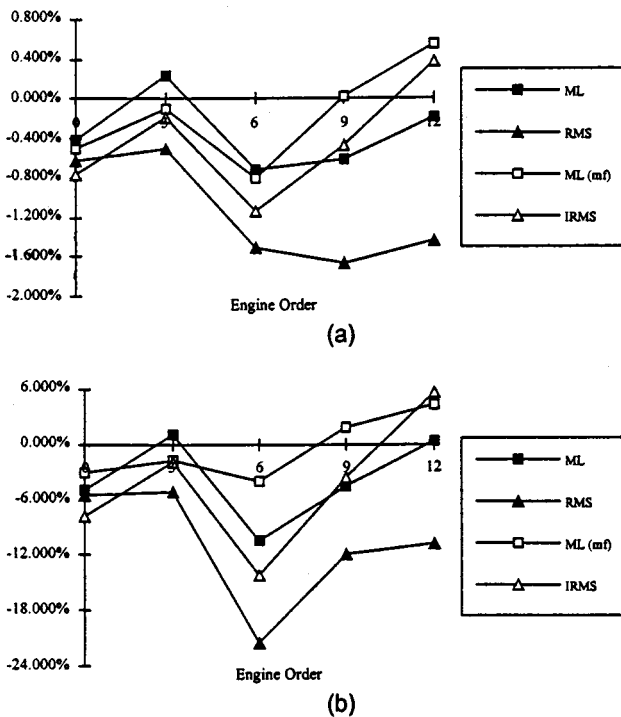 0.800%
0.400%
0.000%
-0.400%
-0.800%
-1.200%
-1.600%
-2.000%
0 3 6 9 12
Engine Order
ML
RMS
ML (mf)
IRMS
(a)
6.000%
0.000%
-6.000%
-12.000%
-18.000%
-24.000%
6 9 12
Engine Order
ML
RMS
ML (mf)
IRMS
(b)